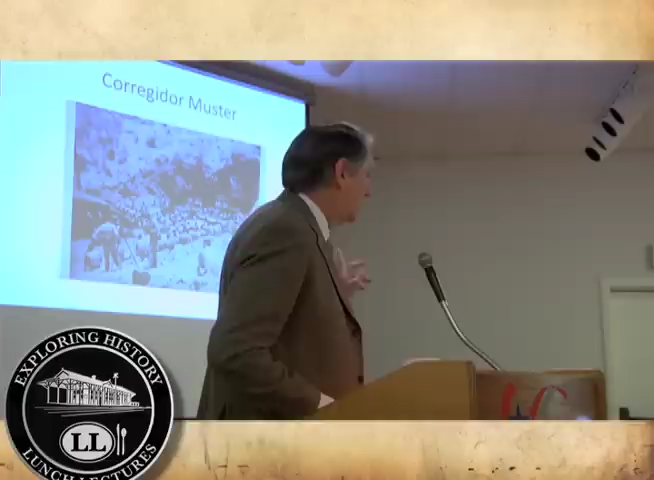 Corregidor Muster
EXPLORING HISTORY
LL
LUNCH LECTURES